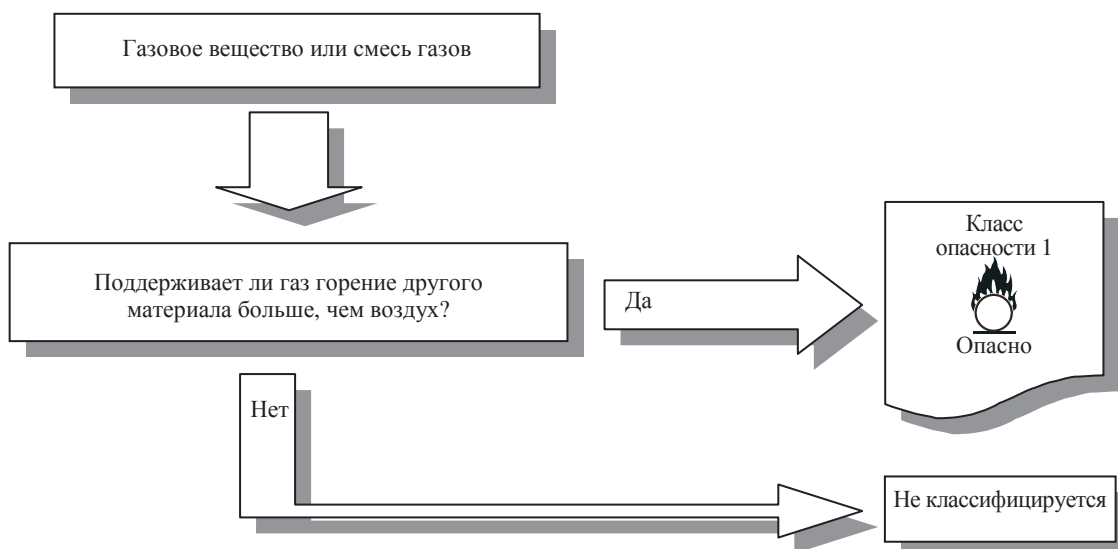 Газовое вещество или смесь газов
Поддерживает ли газ горение другого
материала больше, чем воздух?
Да
Класс
опасности 1
Опасно
Нет
Не классифицируется